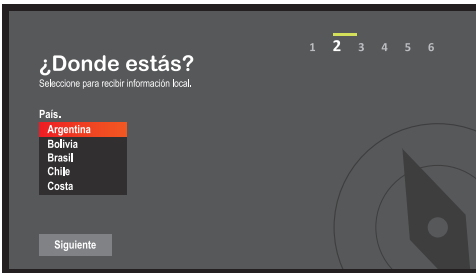 1 2 3 4 5 6
¿Donde estás?
Seleccione para recibir información local.
País.
Argentina
Bolivia
Brasil
Chile
Costa
Siguiente